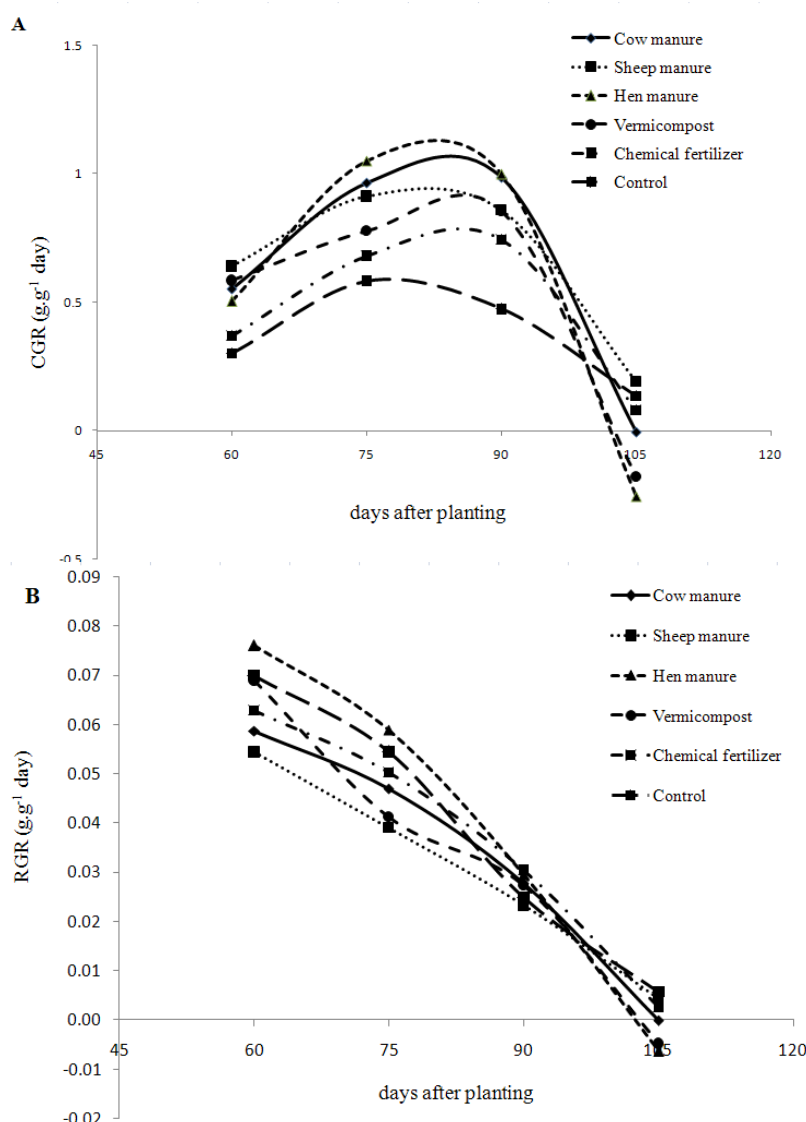 A
Cow manure
Sheep manure
Hen manure
Vermicompost
Chemical fertilizer
Control
1.5
1
0.5
0
-0.5
CGR (g.g-1 day)
45 60 75 90 105 120
days after planting
B
Cow manure
Sheep manure
Hen manure
Vermicompost
Chemical fertilizer
Control
0.09
0.08
0.07
0.06
0.05
0.04
0.03
0.02
0.01
0.00
-0.01
-0.02
RGR (g.g-1 day)
45 60 75 90 105 120
days after planting